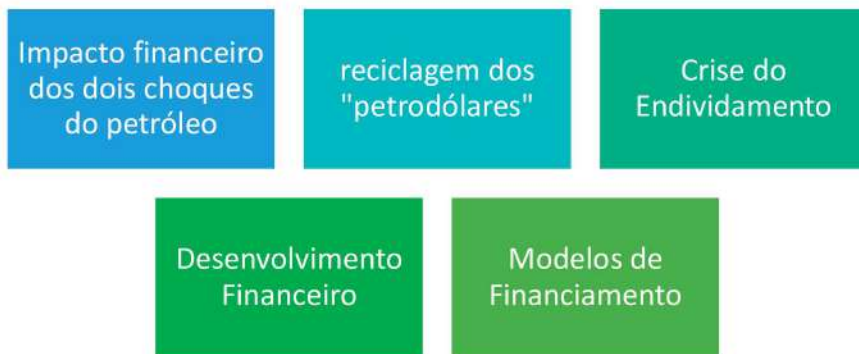 Impacto financeiro
dos dois choques
do petróleo
reciclagem dos
"petrodólares"
Crise do
Endividamento
Desenvolvimento
Financeiro
Modelos de
Financiamento